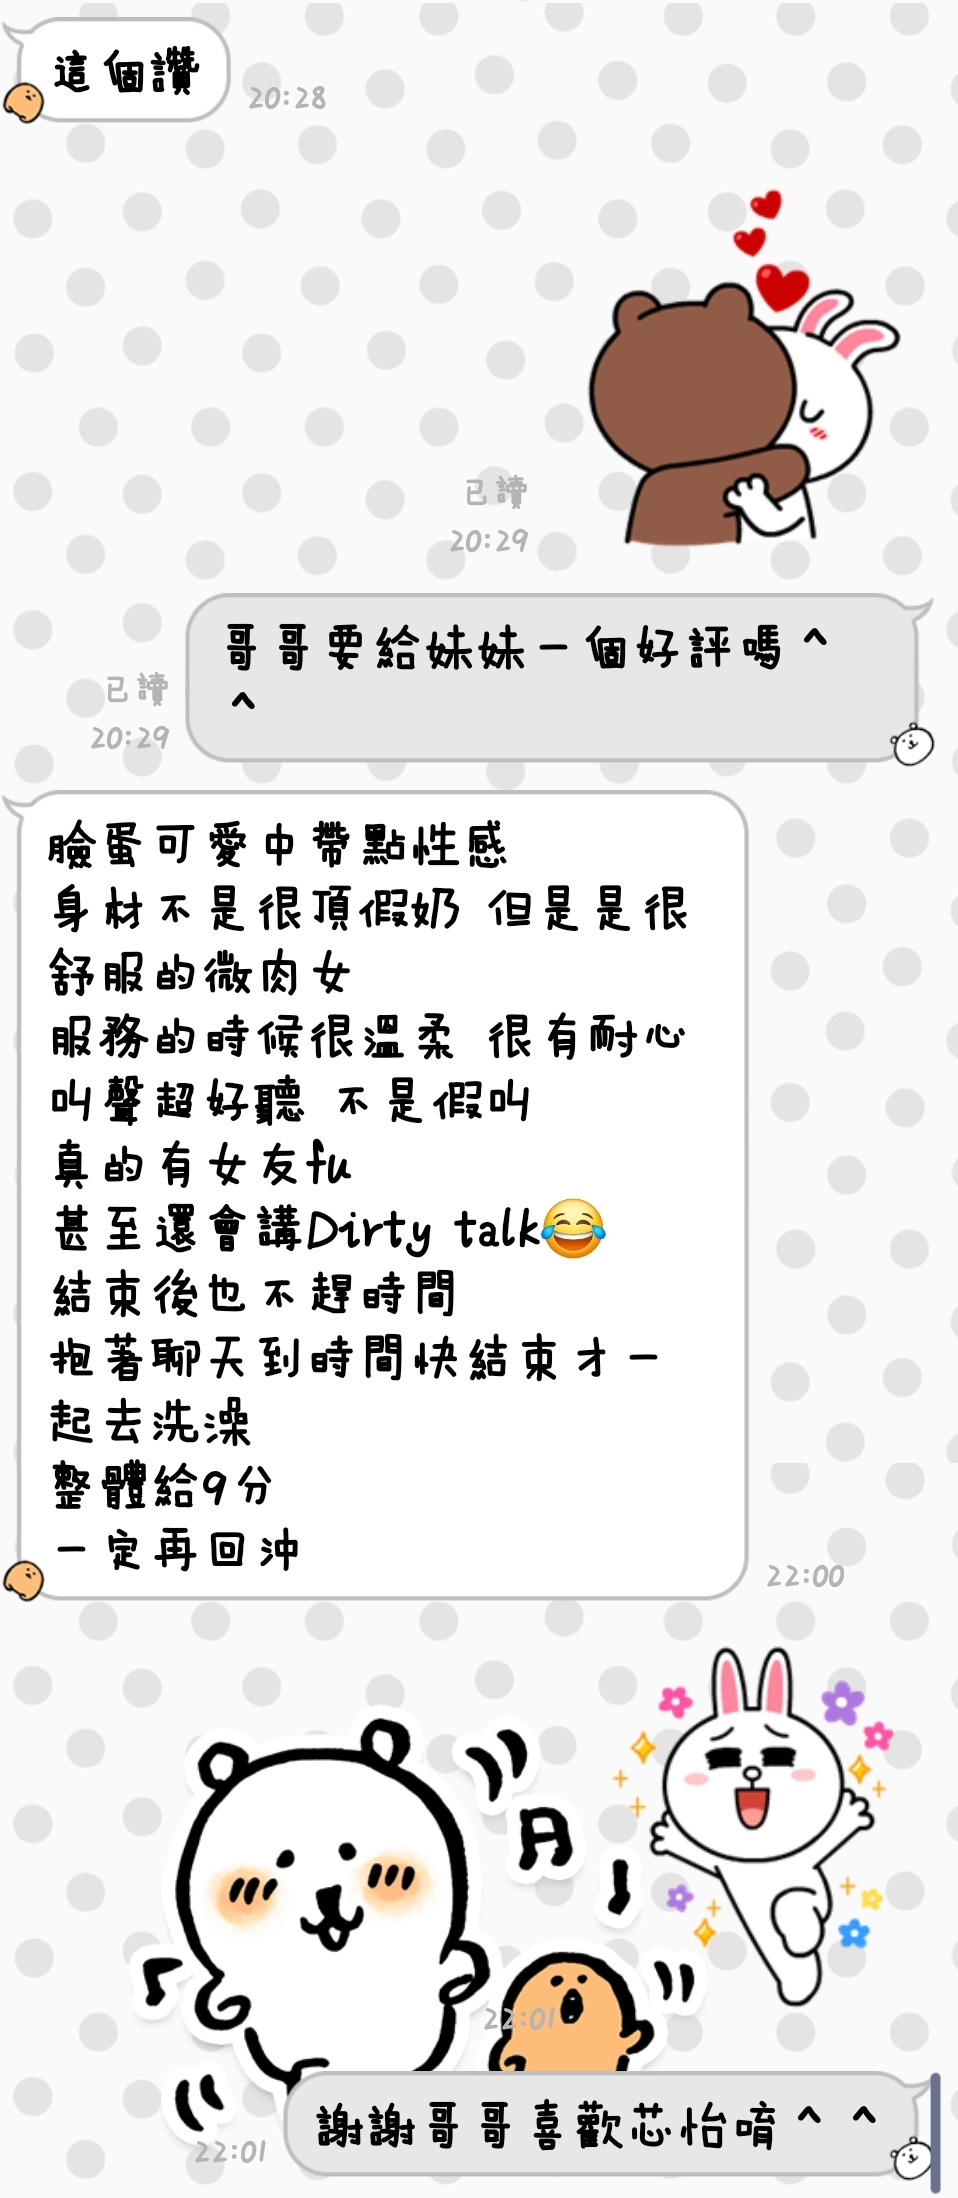 這個讚
20:28
已讀
20:29
哥哥要給妹妹一個好評嗎^
^
已讀
20:29
臉蛋可愛中帶點性感
身材不是很頂假奶 但是是很
舒服的微肉女
服務的時候很溫柔 很有耐心
叫聲超好聽 不是假叫
真的有女友fu
甚至還會講Dirty talk😂
結束後也不趕時間
抱著聊天到時間快結束才一
起去洗澡
整體給9分
一定再回沖
22:00
22:01
謝謝哥哥喜歡芯怡唷^ ^
22:01